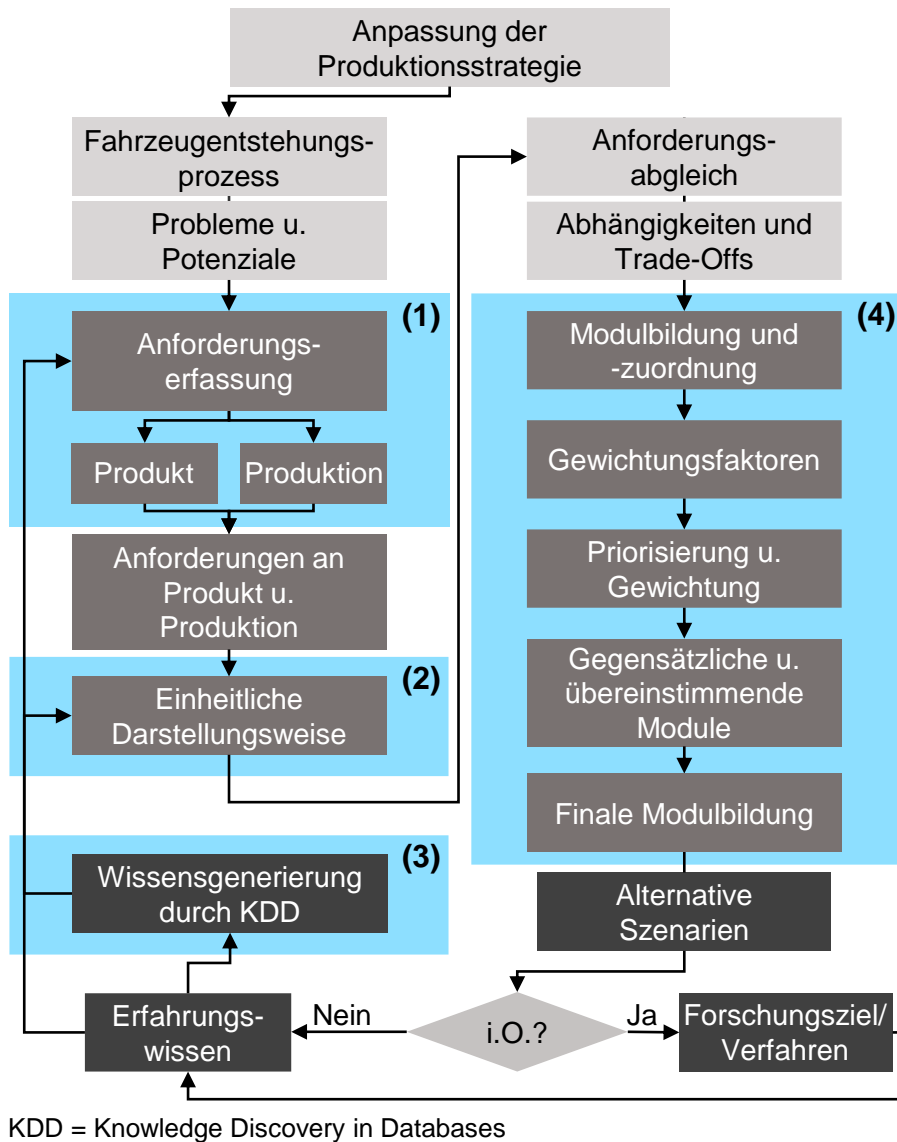 Anpassung der
Produktionsstrategie
Fahrzeugentstehungs-
prozess
Probleme u.
Potenziale
(1)
Anforderungs-
erfassung
Produkt
Produktion
Anforderungen an
Produkt u.
Produktion
(2)
Einheitliche
Darstellungsweise
(3)
Wissensgenerierung
durch KDD
Erfahrungs-
wissen
Anforderungs-
abgleich
Abhängigkeiten und
Trade-Offs
(4)
Modulbildung und
-zuordnung
Gewichtungsfaktoren
Priorisierung u.
Gewichtung
Gegensätzliche u.
übereinstimmende
Module
Finale Modulbildung
Alternative
Szenarien
Nein
i.O.?
Ja
Forschungsziel/
Verfahren
KDD = Knowledge Discovery in Databases